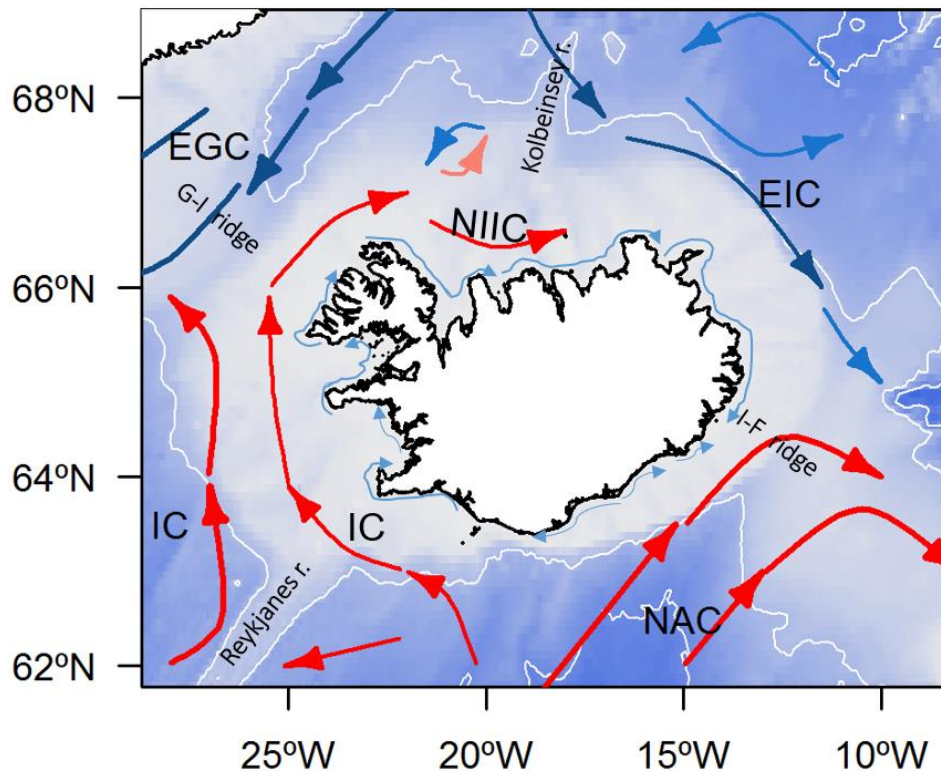 68ºN
66ºN
64ºN
62ºN
EGC
G-I ridge
NIIC
Kolbeinsey r.
EIC
I-F ridge
IC
IC
Reykjanes r.
NAC
25ºW
20ºW
15ºW
10ºW